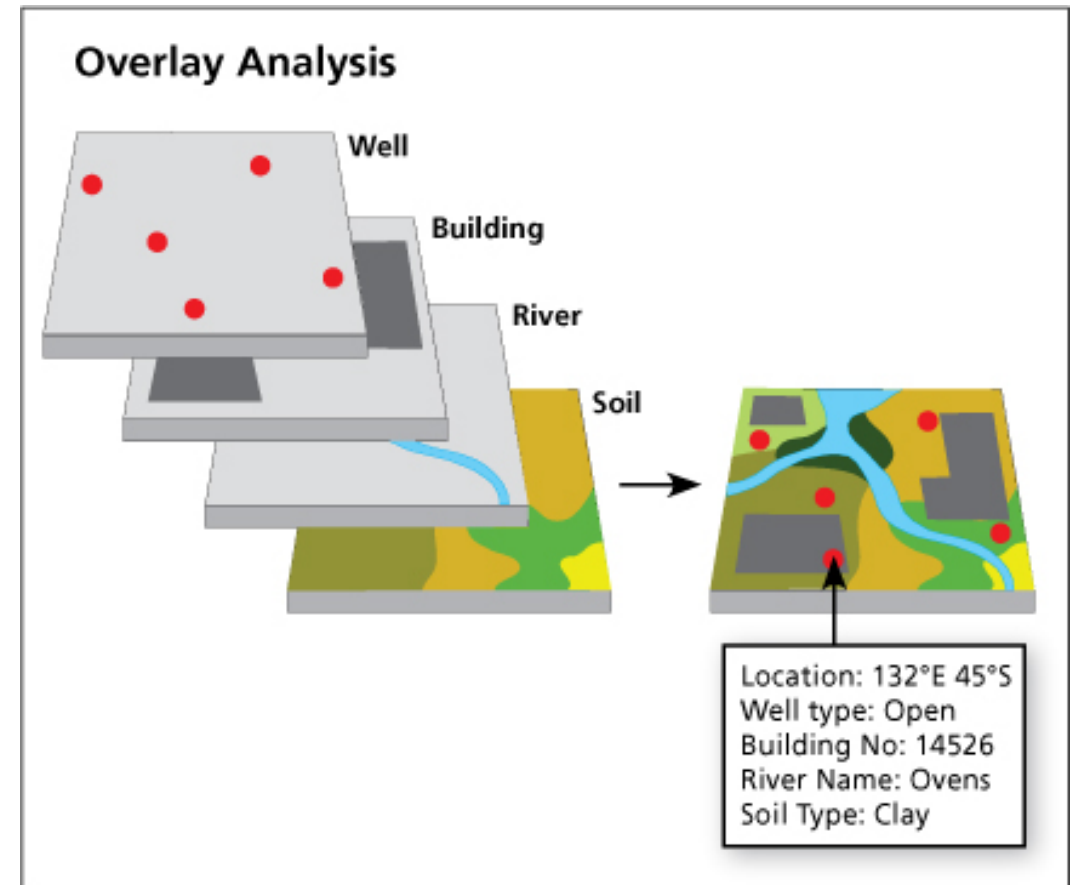 Overlay Analysis
Well
Building
River
Soil
Location: 132°E 45°S
Well type: Open
Building No: 14526
River Name: Ovens
Soil Type: Clay